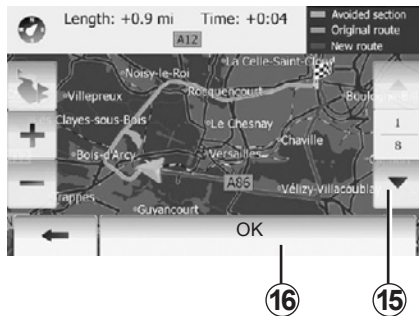 Length: +0.9 mi Time: +0:04
A12
Avoided section
Original route
New route
La Celle-Saint-Cloud
Noisy-le-Roi
Villepreux
Rocquencourt
Clayes-sous-Bois
Le Chesnay
Chaville
Bois-d'Arcy
Versailles
A86
Vélizy-Villacoublay
Trappes
Guyancourt
1
8
OK
16
15